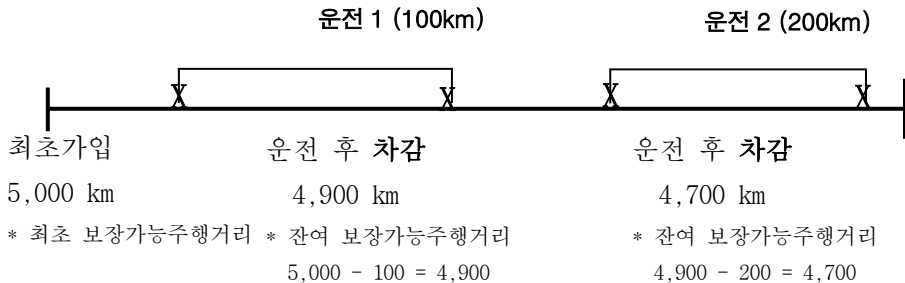 운전 1 (100km)
운전 2 (200km)
X X X X
최초가입
5,000 km
* 최초 보장가능주행거리
운전 후 차감
4,900 km
* 잔여 보장가능주행거리
5,000 - 100 = 4,900
운전 후 차감
4,700 km
* 잔여 보장가능주행거리
4,900 - 200 = 4,700